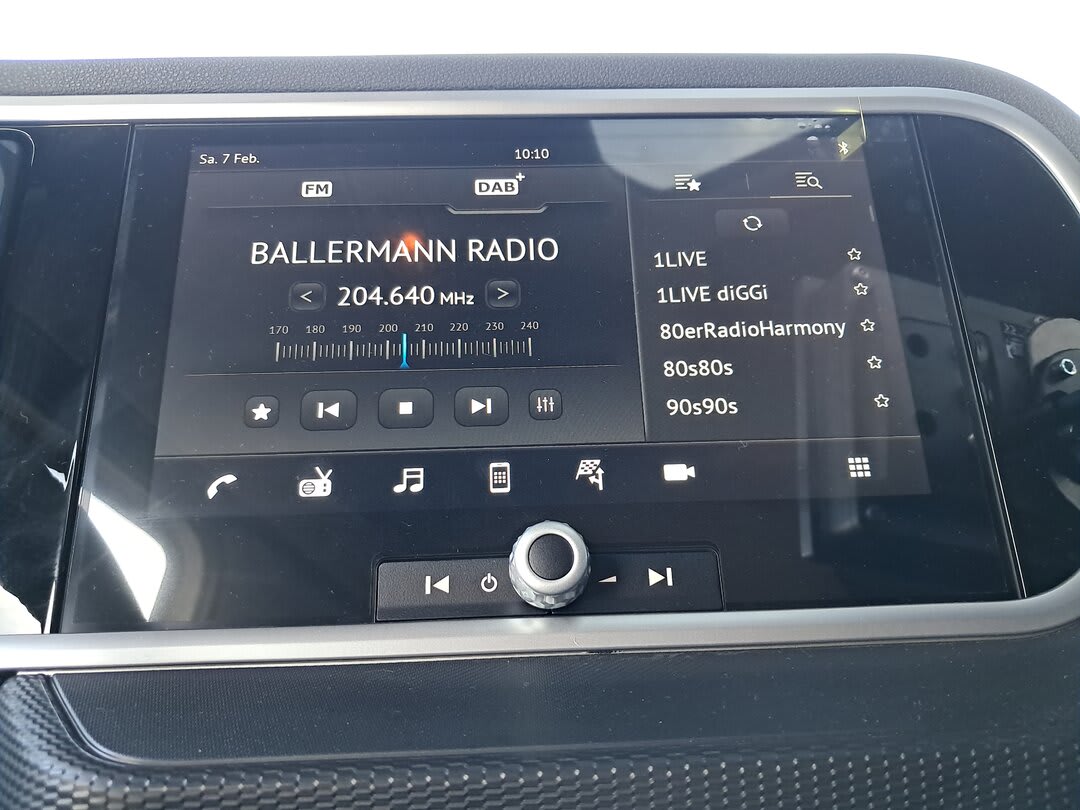 Sa. 7 Feb.
10:10
FM
DAB+
BALLERMANN RADIO
< 204.640 MHz >
170 180 190 200 210 220 230 240
1LIVE
1LIVE diGGi
80erRadioHarmony
80s80s
90s90s